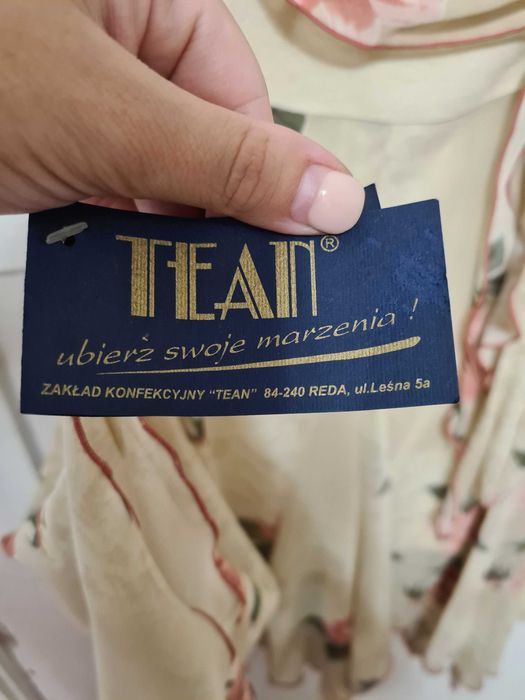 TEAN®
ubierz swoje marzenia !
ZAKŁAD KONFEKCYJNY "TEAN" 84-240 REDA, ul.Leśna 5a